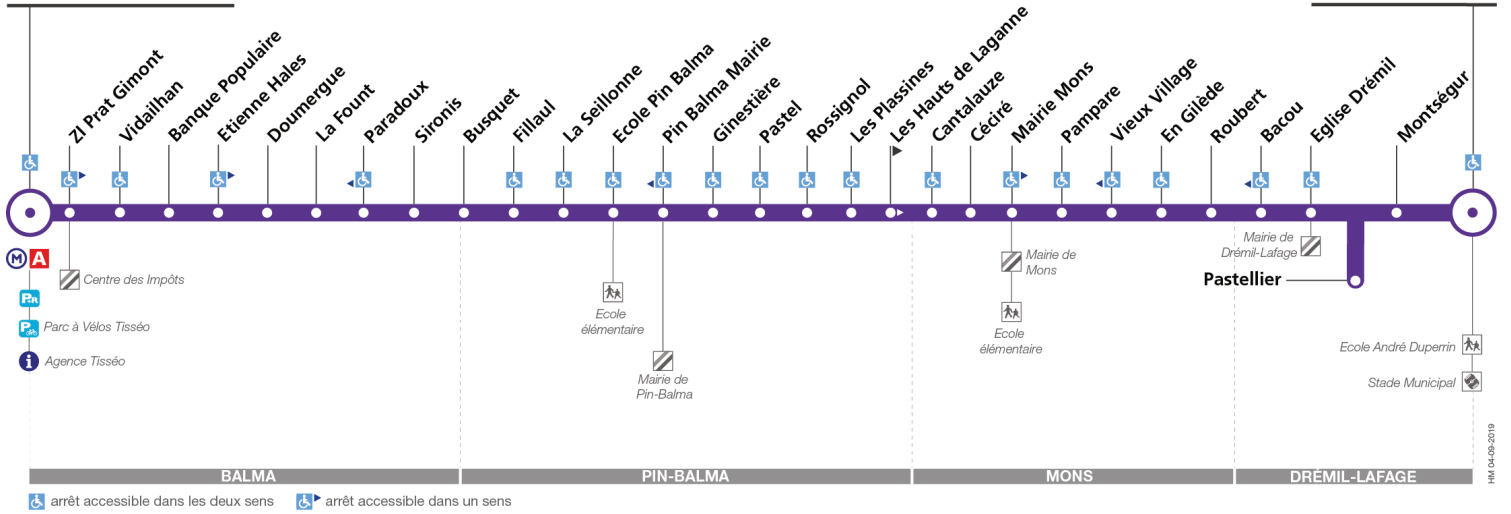 ZI Prat Gimont
Vidailhan
Banque Populaire
Etienne Hales
Doumergue
La Fount
Paradoux
Sironis
Busquet
Fillaul
La Seillonne
Ecole Pin Balma
Pin Balma Mairie
Ginestière
Pastel
Rossignol
Les Plassines
Les Hauts de Laganne
Cantalauze
Céciré
Mairie Mons
Pampare
Vieux Village
En Gilède
Roubert
Bacou
Eglise Drémil
Montségur
Pastellier
M A
Centre des Impôts
P+R
P
Parc à Vélos Tisséo
i
Agence Tisséo
Ecole
élémentaire
Mairie de
Pin-Balma
Mairie de
Mons
Ecole
élémentaire
Mairie de
Drémil-Lafage
Ecole André Duperrin
Stade Municipal
BALMA
PIN-BALMA
MONS
DRÉMIL-LAFAGE
arrêt accessible dans les deux sens
arrêt accessible dans un sens
HM 04-09-2019